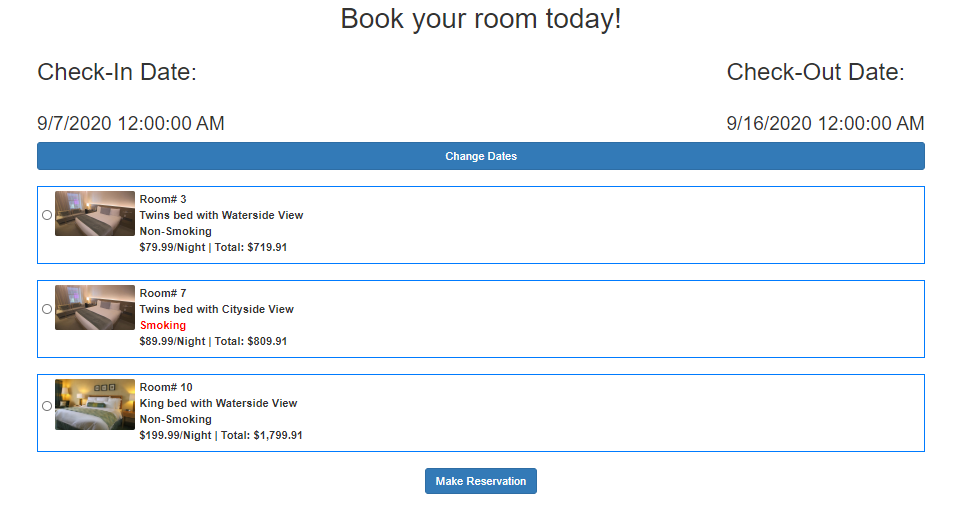 Book your room today!
Check-In Date:
Check-Out Date:
9/7/2020 12:00:00 AM
9/16/2020 12:00:00 AM
Change Dates
Room# 3
Twins bed with Waterside View
Non-Smoking
$79.99/Night | Total: $719.91
Room# 7
Twins bed with Cityside View
Smoking
$89.99/Night | Total: $809.91
Room# 10
King bed with Waterside View
Non-Smoking
$199.99/Night | Total: $1,799.91
Make Reservation